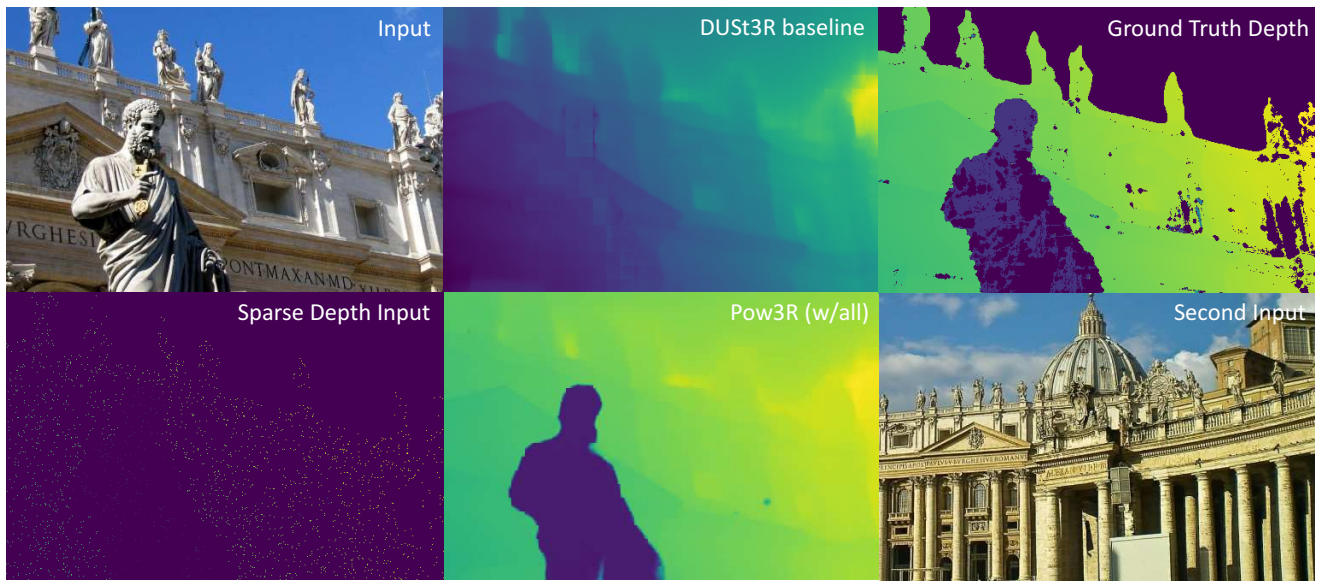 Input
VRGHESI
PONTMAXANMD
DUSt3R baseline
Ground Truth Depth
Sparse Depth Input
Pow3R (w/all)
Second Input